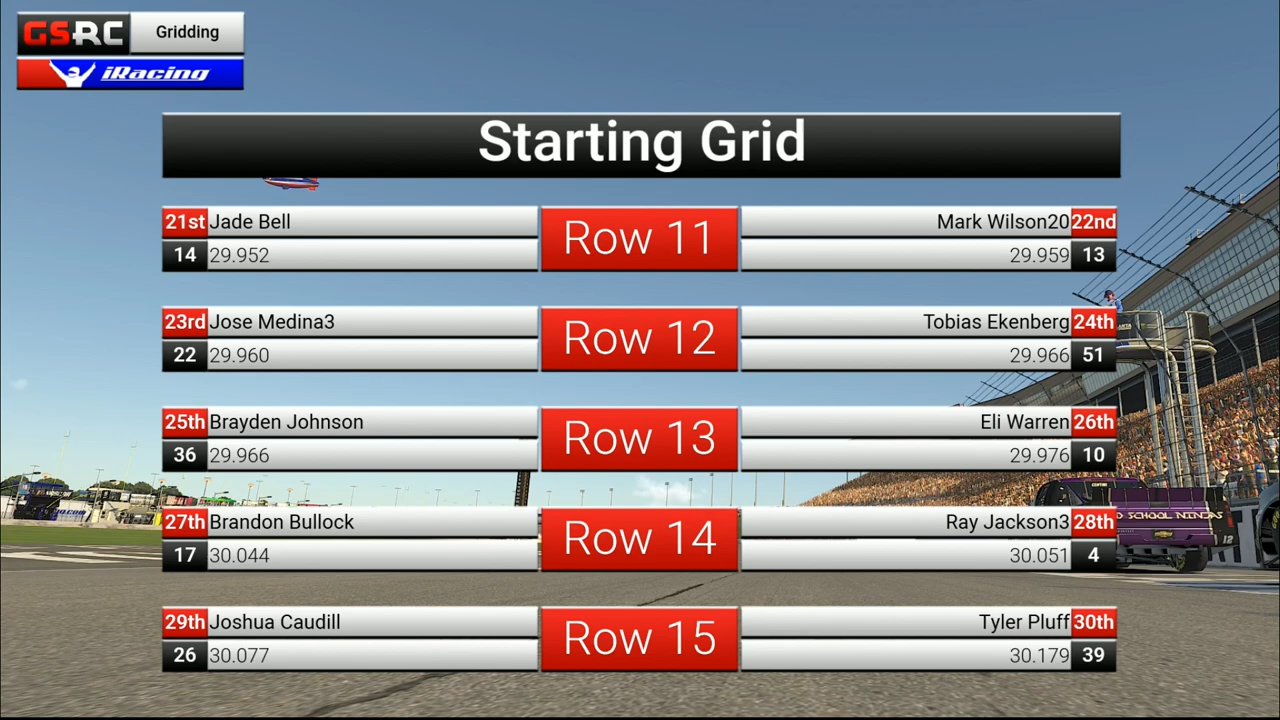 GSRC Gridding
iRacing
Starting Grid
21st Jade Bell Row 11 Mark Wilson20 22nd
14 29.952 29.959 13
23rd Jose Medina3 Row 12 Tobias Ekenberg 24th
22 29.960 29.966 51
25th Brayden Johnson Row 13 Eli Warren 26th
36 29.966 29.976 10
27th Brandon Bullock Row 14 Ray Jackson3 28th
17 30.044 30.051 4
29th Joshua Caudill Row 15 Tyler Pluff 30th
26 30.077 30.179 39
SCHOOL
12